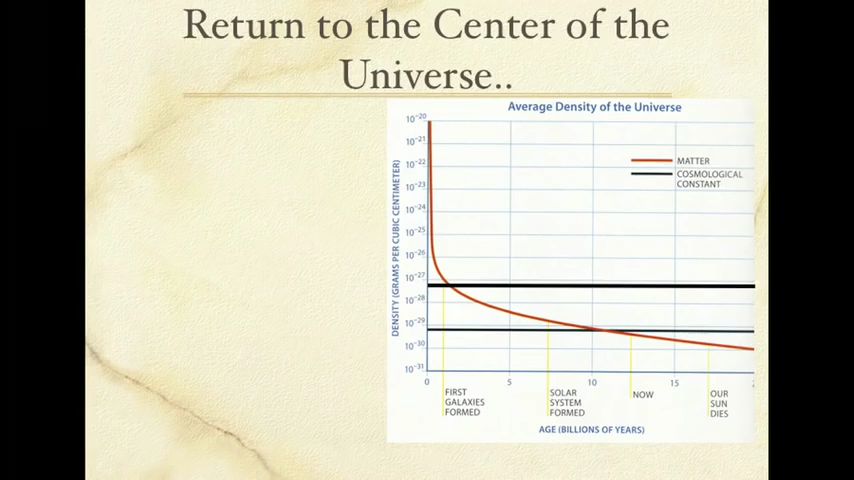 Return to the Center of the
Universe..
Average Density of the Universe
10⁻²⁰
10⁻²¹
10⁻²²
10⁻²³
10⁻²⁴
10⁻²⁵
10⁻²⁶
10⁻²⁷
10⁻²⁸
10⁻²⁹
10⁻³⁰
10⁻³¹
DENSITY (GRAMS PER CUBIC CENTIMETER)
MATTER
COSMOLOGICAL
CONSTANT
0 5 10 15 2
FIRST
GALAXIES
FORMED
SOLAR
SYSTEM
FORMED
NOW
OUR
SUN
DIES
AGE (BILLIONS OF YEARS)